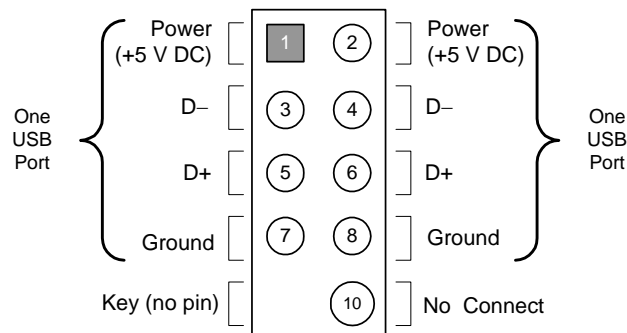 Power
(+5 V DC)
1
2
Power
(+5 V DC)
One
USB
Port
D−
3
4
D−
One
USB
Port
D+
5
6
D+
Ground
7
8
Ground
Key (no pin)
10
No Connect